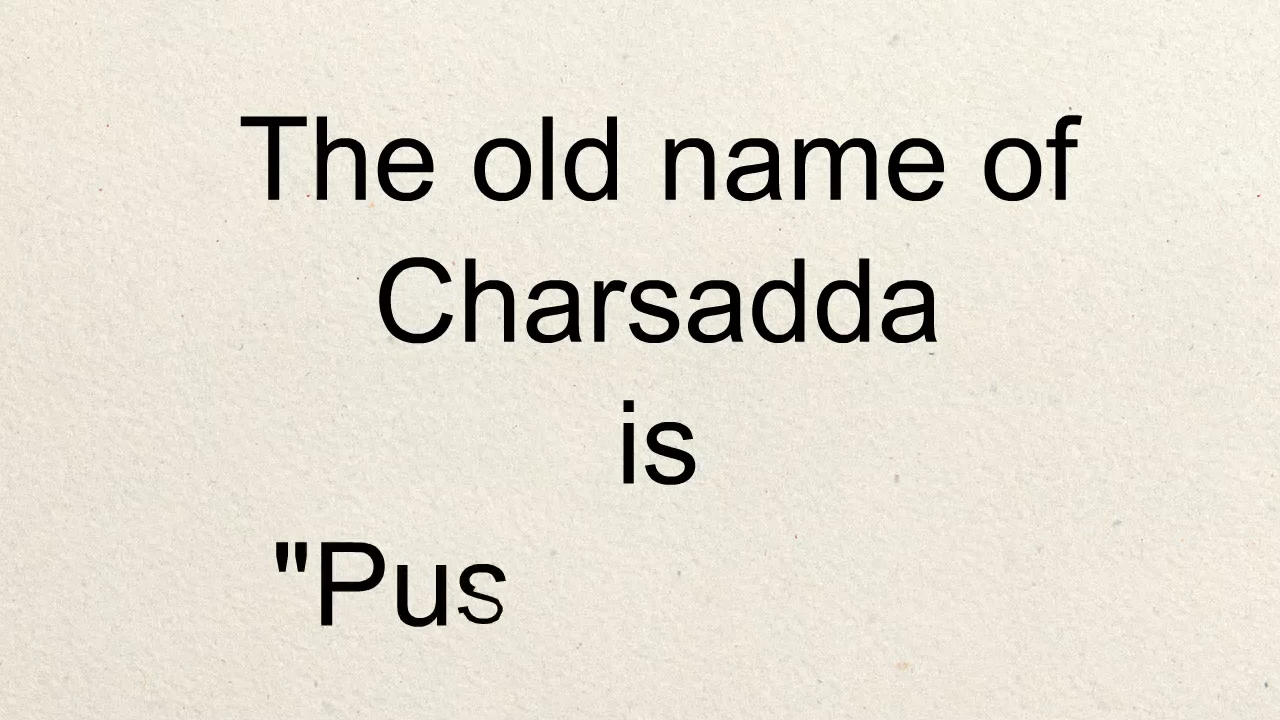 The old name of
Charsadda
is
"Pus